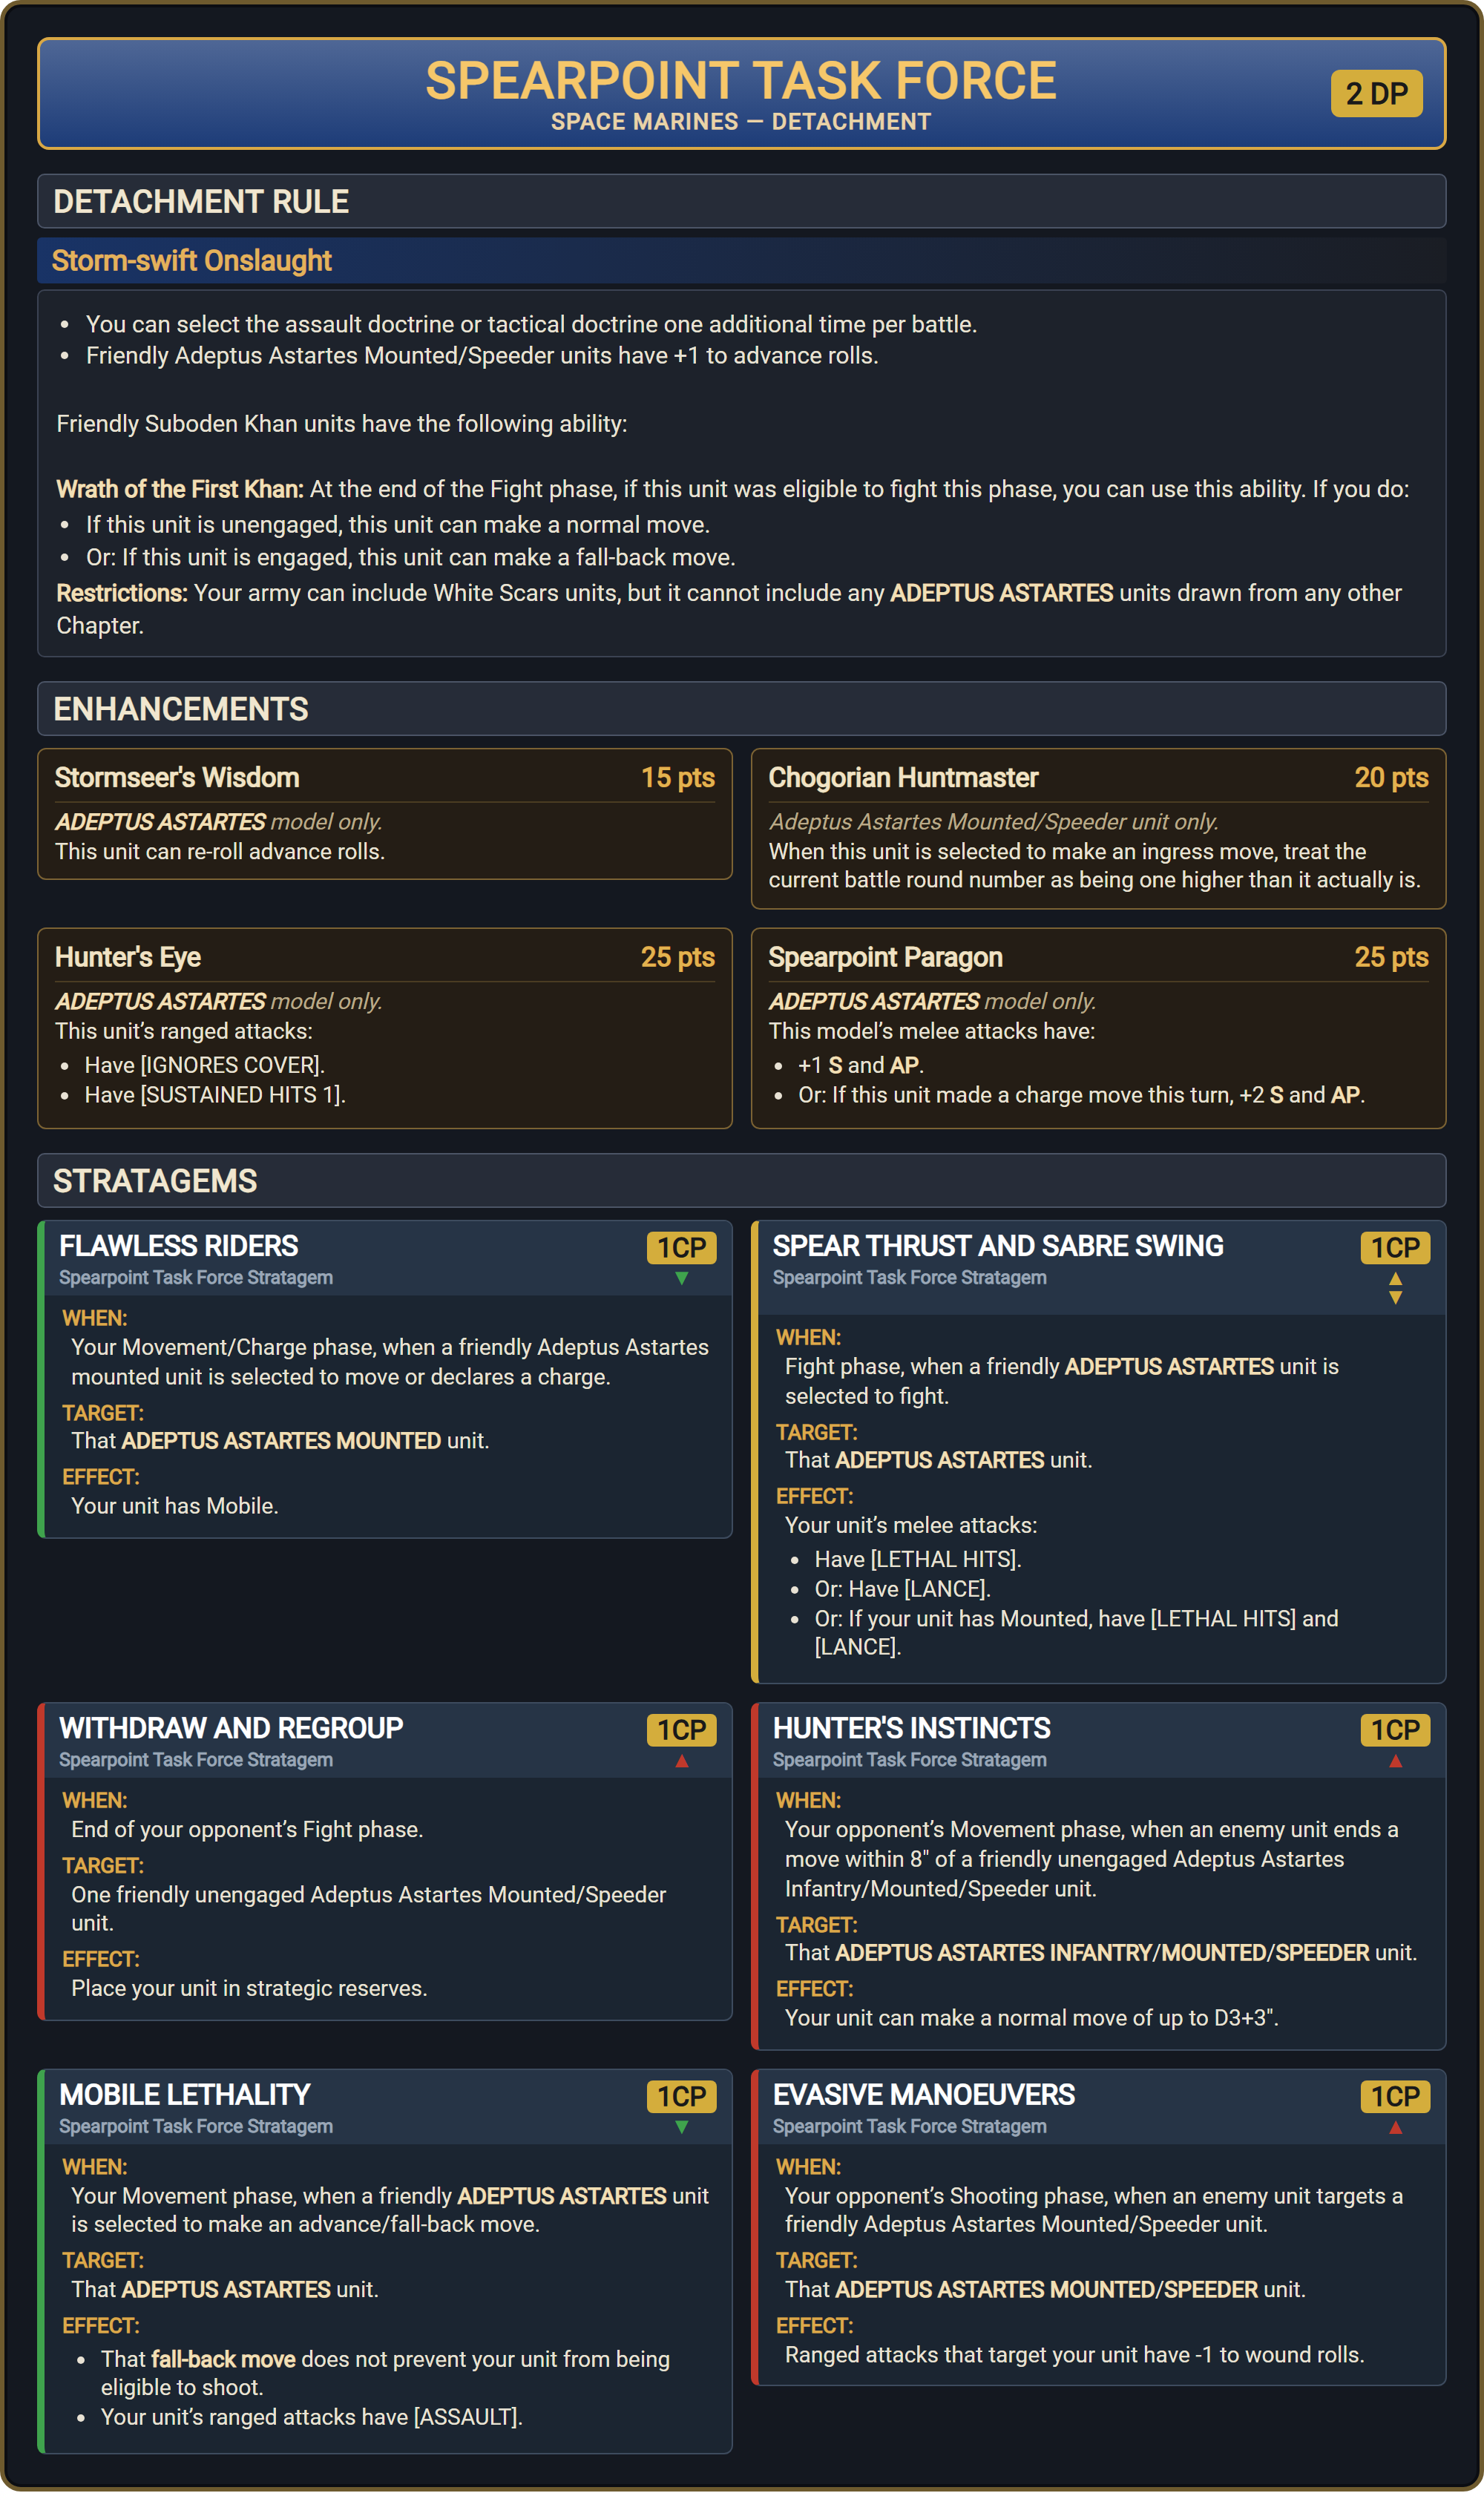 SPEARPOINT TASK FORCE
SPACE MARINES — DETACHMENT
2 DP
DETACHMENT RULE
Storm-swift Onslaught
• You can select the assault doctrine or tactical doctrine one additional time per battle.
• Friendly Adeptus Astartes Mounted/Speeder units have +1 to advance rolls.
Friendly Suboden Khan units have the following ability:
Wrath of the First Khan: At the end of the Fight phase, if this unit was eligible to fight this phase, you can use this ability. If you do:
• If this unit is unengaged, this unit can make a normal move.
• Or: If this unit is engaged, this unit can make a fall-back move.
Restrictions: Your army can include White Scars units, but it cannot include any ADEPTUS ASTARTES units drawn from any other
Chapter.
ENHANCEMENTS
Stormseer's Wisdom 15 pts
ADEPTUS ASTARTES model only.
This unit can re-roll advance rolls.
Chogorian Huntmaster 20 pts
Adeptus Astartes Mounted/Speeder unit only.
When this unit is selected to make an ingress move, treat the
current battle round number as being one higher than it actually is.
Hunter's Eye 25 pts
ADEPTUS ASTARTES model only.
This unit’s ranged attacks:
• Have [IGNORES COVER].
• Have [SUSTAINED HITS 1].
Spearpoint Paragon 25 pts
ADEPTUS ASTARTES model only.
This model’s melee attacks have:
• +1 S and AP.
• Or: If this unit made a charge move this turn, +2 S and AP.
STRATAGEMS
FLAWLESS RIDERS 1CP
Spearpoint Task Force Stratagem ▼
WHEN:
Your Movement/Charge phase, when a friendly Adeptus Astartes
mounted unit is selected to move or declares a charge.
TARGET:
That ADEPTUS ASTARTES MOUNTED unit.
EFFECT:
Your unit has Mobile.
SPEAR THRUST AND SABRE SWING 1CP
Spearpoint Task Force Stratagem ▲
▼
WHEN:
Fight phase, when a friendly ADEPTUS ASTARTES unit is
selected to fight.
TARGET:
That ADEPTUS ASTARTES unit.
EFFECT:
Your unit’s melee attacks:
• Have [LETHAL HITS].
• Or: Have [LANCE].
• Or: If your unit has Mounted, have [LETHAL HITS] and
[LANCE].
WITHDRAW AND REGROUP 1CP
Spearpoint Task Force Stratagem ▲
WHEN:
End of your opponent’s Fight phase.
TARGET:
One friendly unengaged Adeptus Astartes Mounted/Speeder
unit.
EFFECT:
Place your unit in strategic reserves.
HUNTER'S INSTINCTS 1CP
Spearpoint Task Force Stratagem ▲
WHEN:
Your opponent’s Movement phase, when an enemy unit ends a
move within 8" of a friendly unengaged Adeptus Astartes
Infantry/Mounted/Speeder unit.
TARGET:
That ADEPTUS ASTARTES INFANTRY/MOUNTED/SPEEDER unit.
EFFECT:
Your unit can make a normal move of up to D3+3".
MOBILE LETHALITY 1CP
Spearpoint Task Force Stratagem ▼
WHEN:
Your Movement phase, when a friendly ADEPTUS ASTARTES unit
is selected to make an advance/fall-back move.
TARGET:
That ADEPTUS ASTARTES unit.
EFFECT:
• That fall-back move does not prevent your unit from being
eligible to shoot.
• Your unit’s ranged attacks have [ASSAULT].
EVASIVE MANOEUVERS 1CP
Spearpoint Task Force Stratagem ▲
WHEN:
Your opponent’s Shooting phase, when an enemy unit targets a
friendly Adeptus Astartes Mounted/Speeder unit.
TARGET:
That ADEPTUS ASTARTES MOUNTED/SPEEDER unit.
EFFECT:
Ranged attacks that target your unit have -1 to wound rolls.